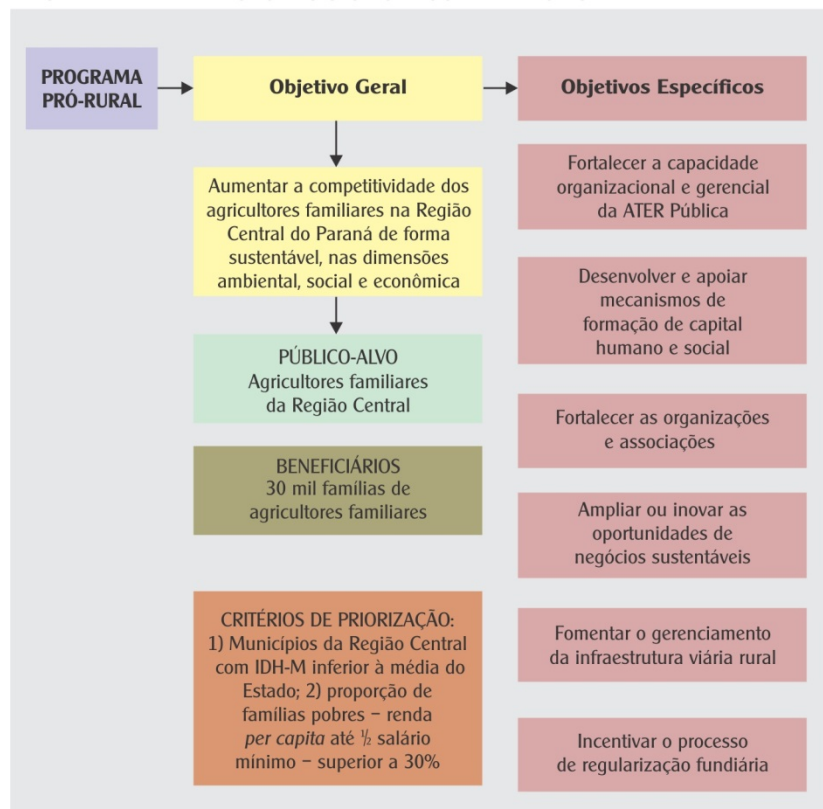 PROGRAMA
PRÓ-RURAL
Objetivo Geral
Aumentar a competitividade dos
agricultores familiares na Região
Central do Paraná de forma
sustentável, nas dimensões
ambiental, social e econômica
PÚBLICO-ALVO
Agricultores familiares
da Região Central
BENEFICIÁRIOS
30 mil famílias de
agricultores familiares
CRITÉRIOS DE PRIORIZAÇÃO:
1) Municípios da Região Central
com IDH-M inferior à média do
Estado; 2) proporção de
famílias pobres – renda
per capita até ½ salário
mínimo – superior a 30%
Objetivos Específicos
Fortalecer a capacidade
organizacional e gerencial
da ATER Pública
Desenvolver e apoiar
mecanismos de
formação de capital
humano e social
Fortalecer as organizações
e associações
Ampliar ou inovar as
oportunidades de
negócios sustentáveis
Fomentar o gerenciamento
da infraestrutura viária rural
Incentivar o processo
de regularização fundiária